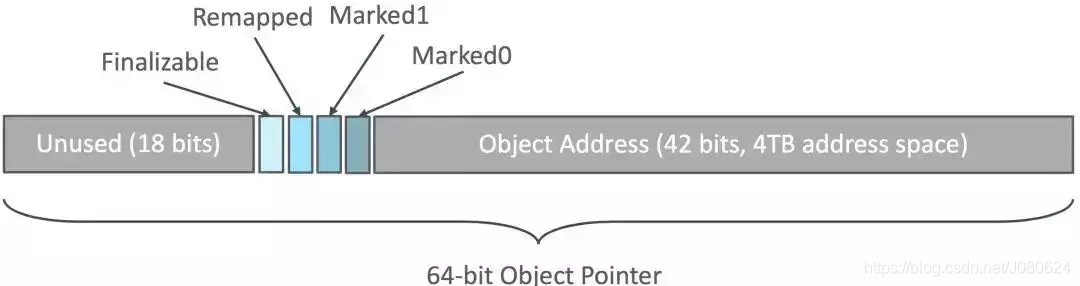 Remapped
Marked1
Finalizable
Marked0
Unused (18 bits)
Object Address (42 bits, 4TB address space)
64-bit Object Pointer
https://blog.csdn.net/J080624